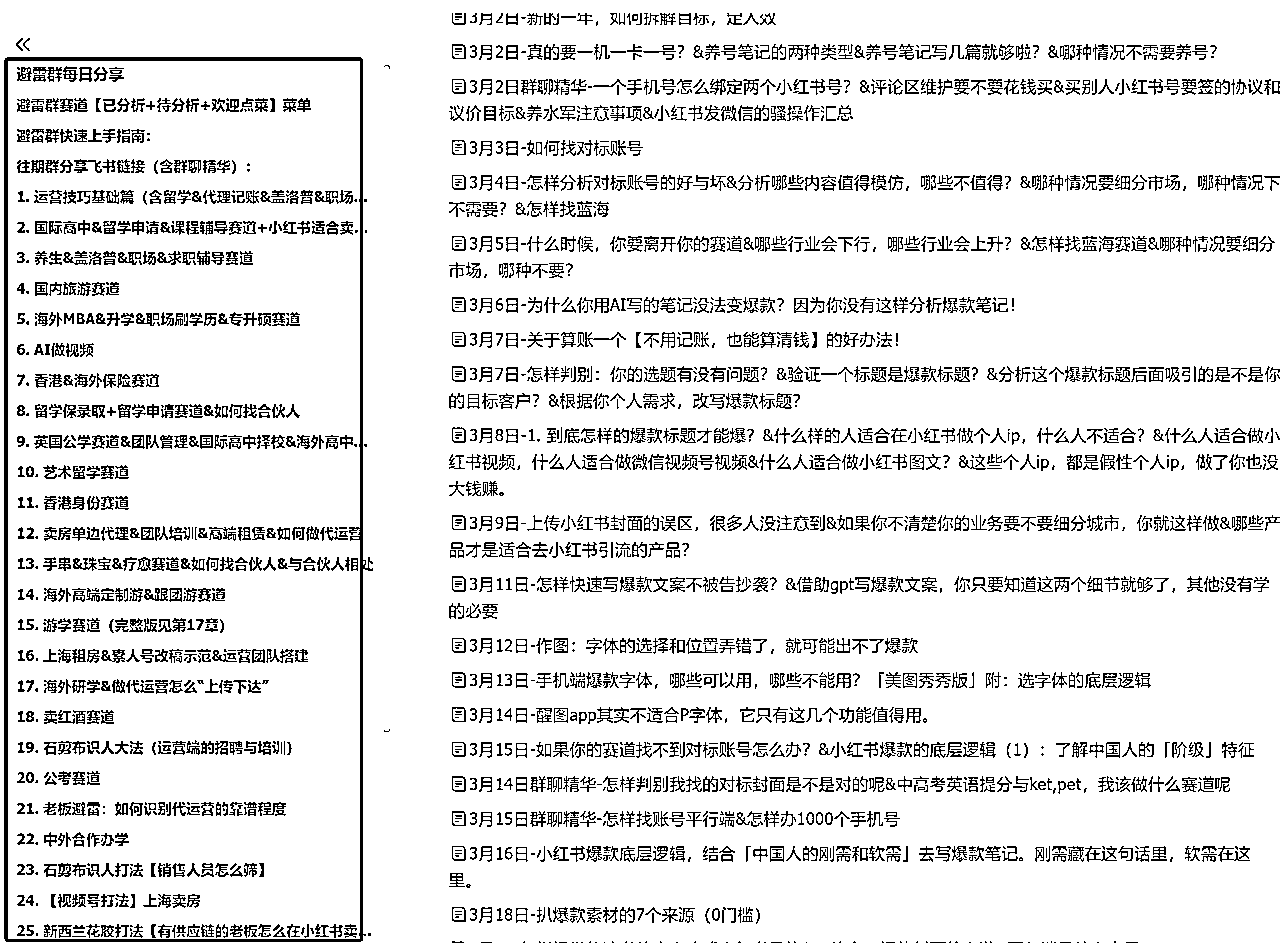 避雷群每日分享
避雷群赛道【已分析+待分析+欢迎点菜】菜单
避雷群快速上手指南：
往期群分享飞书链接（含群聊精华）：
1. 运营技巧基础篇（含留学&代理记账&盖洛普&职场...
2. 国际高中&留学申请&课程辅导赛道+小红书适合卖...
3. 养生&盖洛普&职场&求职辅导赛道
4. 国内旅游赛道
5. 海外MBA&升学&职场刷学历&专升硕赛道
6. AI做视频
7. 香港&海外保险赛道
8. 留学保录取+留学申请赛道&如何找合伙人
9. 英国公学赛道&团队管理&国际高中择校&海外高中...
10. 艺术留学赛道
11. 香港身份赛道
12. 卖房单边代理&团队培训&高端租赁&如何做代运营
13. 手串&珠宝&疗愈赛道&如何找合伙人&与合伙人相处
14. 海外高端定制游&跟团游赛道
15. 游学赛道（完整版见第17章）
16. 上海租房&寮人号改稿示范&运营团队搭建
17. 海外研学&做代运营怎么“上传下达”
18. 卖红酒赛道
19. 石剪布识人大法（运营端的招聘与培训）
20. 公考赛道
21. 老板避雷：如何识别代运营的靠谱程度
22. 中外合作办学
23. 石剪布识人打法【销售人员怎么筛】
24. 【视频号打法】上海卖房
25. 新西兰花胶打法【有供应链的老板怎么在小红书卖...
3月2日-新的一年，如何拆解目标，定人效
3月2日-真的要一机一卡一号？&养号笔记的两种类型&养号笔记写几篇就够啦？&哪种情况不需要养号？
3月2日群聊精华-一个手机号怎么绑定两个小红书号？&评论区维护要不要花钱买&买别人小红书号要签的协议和
议价目标&养水军注意事项&小红书发微信的骚操作汇总
3月3日-如何找对标账号
3月4日-怎样分析对标账号的好与坏&分析哪些内容值得模仿，哪些不值得？&哪种情况要细分市场，哪种情况下
不需要？&怎样找蓝海
3月5日-什么时候，你要离开你的赛道&哪些行业会下行，哪些行业会上升？&怎样找蓝海赛道&哪种情况要细分
市场，哪种不要？
3月6日-为什么你用AI写的笔记没法变爆款？因为你没有这样分析爆款笔记！
3月7日-关于算账一个【不用记账，也能算清钱】的好办法！
3月7日-怎样判别：你的选题有没有问题？&验证一个标题是爆款标题？&分析这个爆款标题后面吸引的是不是你
的目标客户？&根据你个人需求，改写爆款标题？
3月8日-1. 到底怎样的爆款标题才能爆？&什么样的人适合在小红书做个人ip，什么人不适合？&什么人适合做小
红书视频，什么人适合做微信视频号视频&什么人适合做小红书图文？&这些个人ip，都是假性个人ip，做了你也没
大钱赚。
3月9日-上传小红书封面的误区，很多人没注意到&如果你不清楚你的业务要不要细分城市，你就这样做&哪些产
品才是适合去小红书引流的产品？
3月11日-怎样快速写爆款文案不被告抄袭？&借助gpt写爆款文案，你只要知道这两个细节就够了，其他没有学
的必要
3月12日-作图：字体的选择和位置弄错了，就可能出不了爆款
3月13日-手机端爆款字体，哪些可以用，哪些不能用？「美图秀秀版」附：选字体的底层逻辑
3月14日-醒图app其实不适合P字体，它只有这几个功能值得用。
3月15日-如果你的赛道找不到对标账号怎么办？&小红书爆款的底层逻辑（1）：了解中国人的「阶级」特征
3月14日群聊精华-怎样判别我找的对标封面是不是对的呢&中高考英语提分与ket,pet，我该做什么赛道呢
3月15日群聊精华-怎样找账号平行端&怎样办1000个手机号
3月16日-小红书爆款底层逻辑，结合「中国人的刚需和软需」去写爆款笔记。刚需藏在这句话里，软需在这
里。
3月18日-扒爆款素材的7个来源（0门槛）